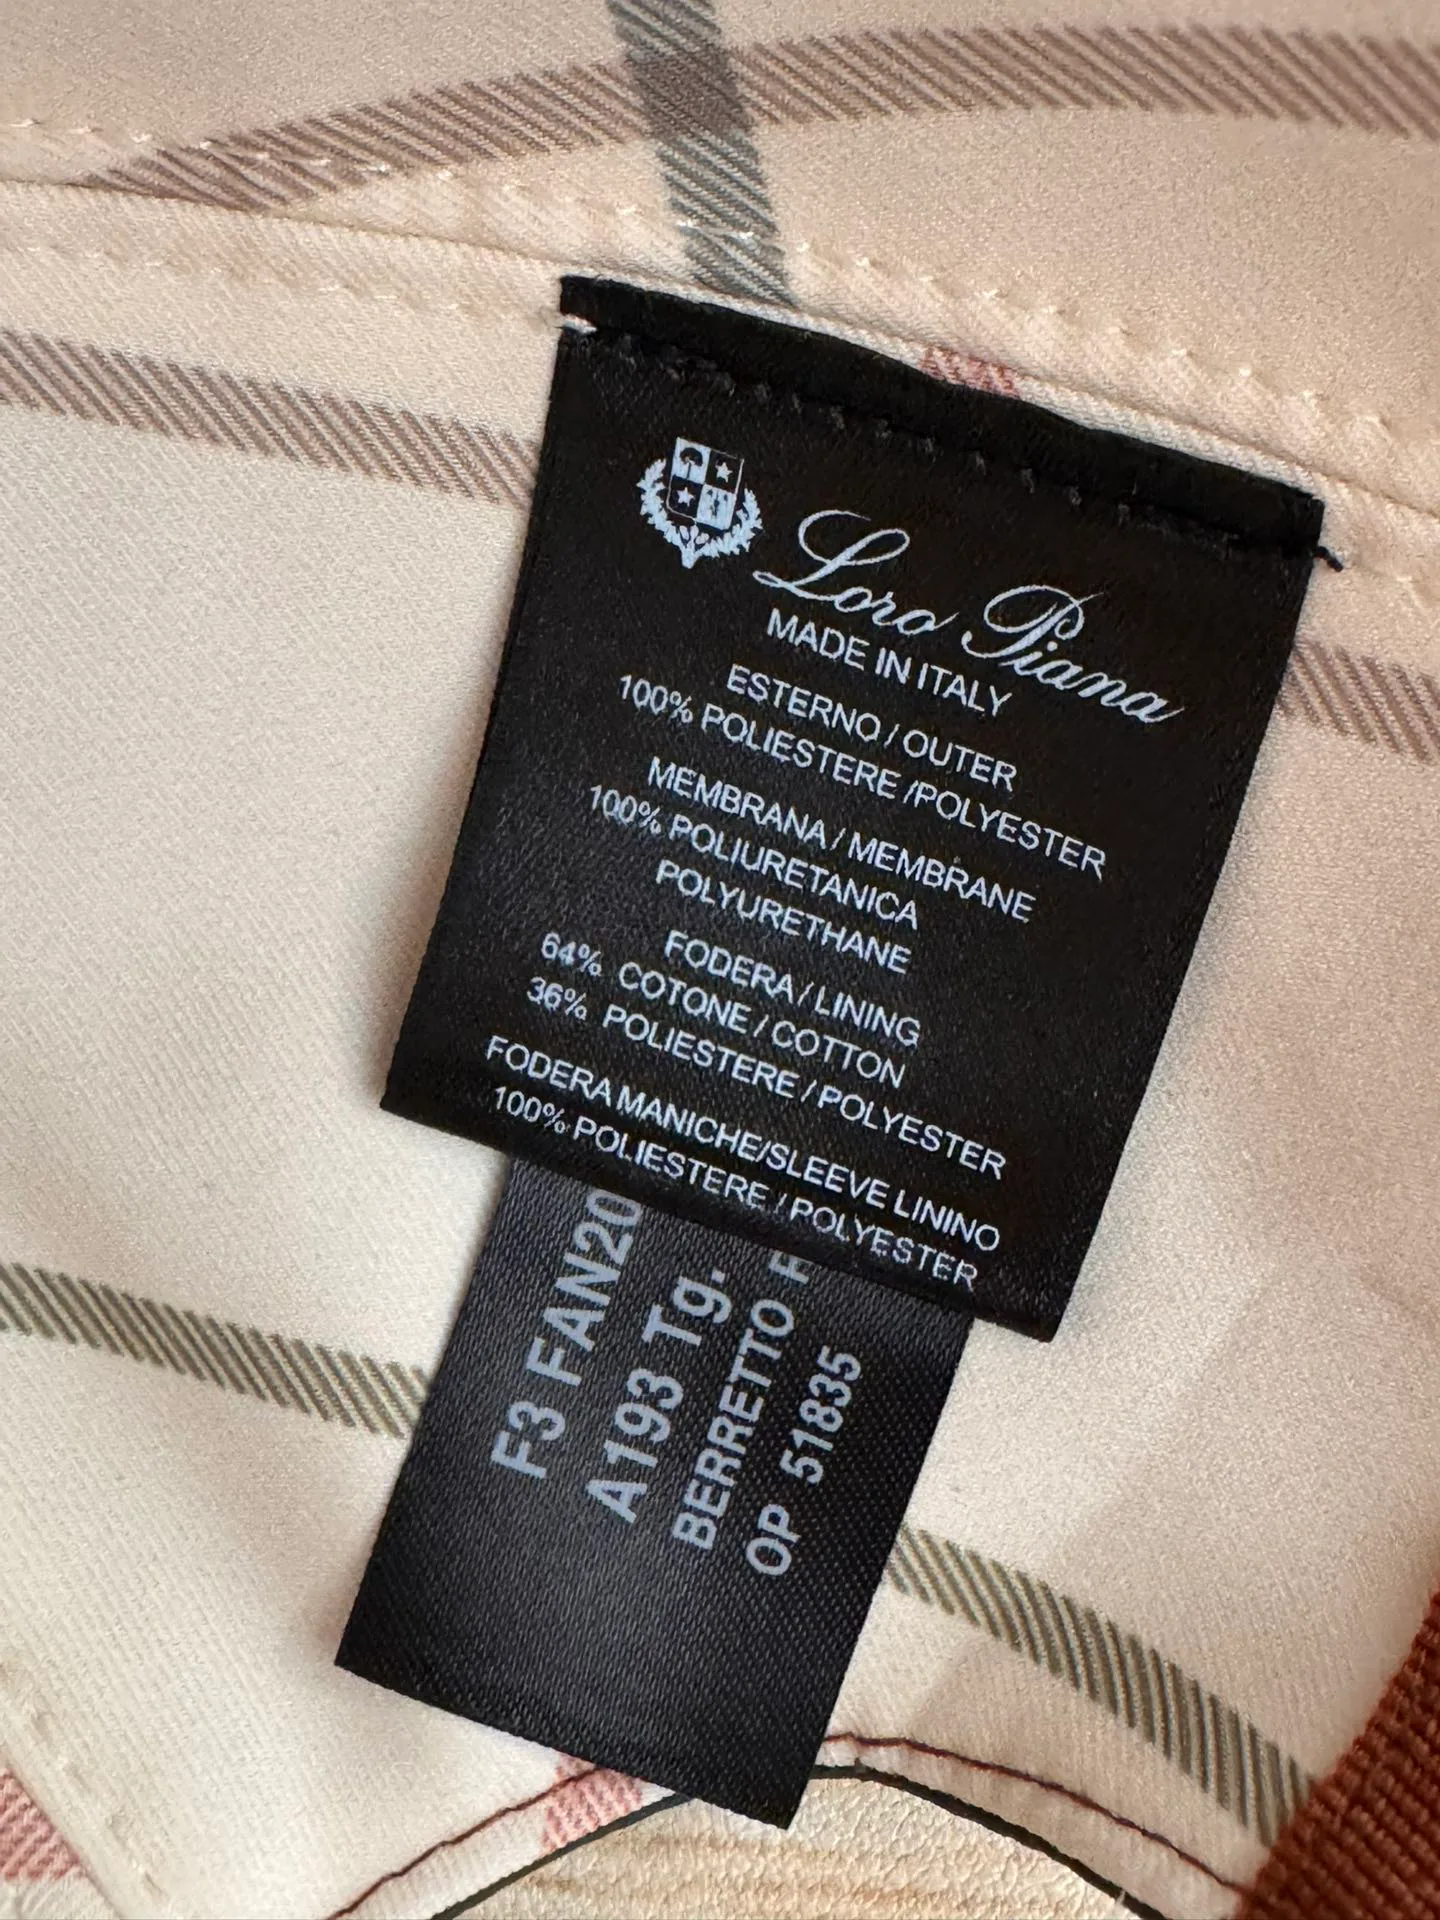 Loro Piana
MADE IN ITALY
ESTERNO / OUTER
100% POLIESTERE /POLYESTER
MEMBRANA / MEMBRANE
100% POLIURETANICA
POLYURETHANE
FODERA / LINING
64% COTONE / COTTON
36% POLIESTERE / POLYESTER
FODERA MANICHE/SLEEVE LININO
100% POLIESTERE / POLYESTER
F3 FAN20
A193 Tg.
BERRETTO
OP 51835